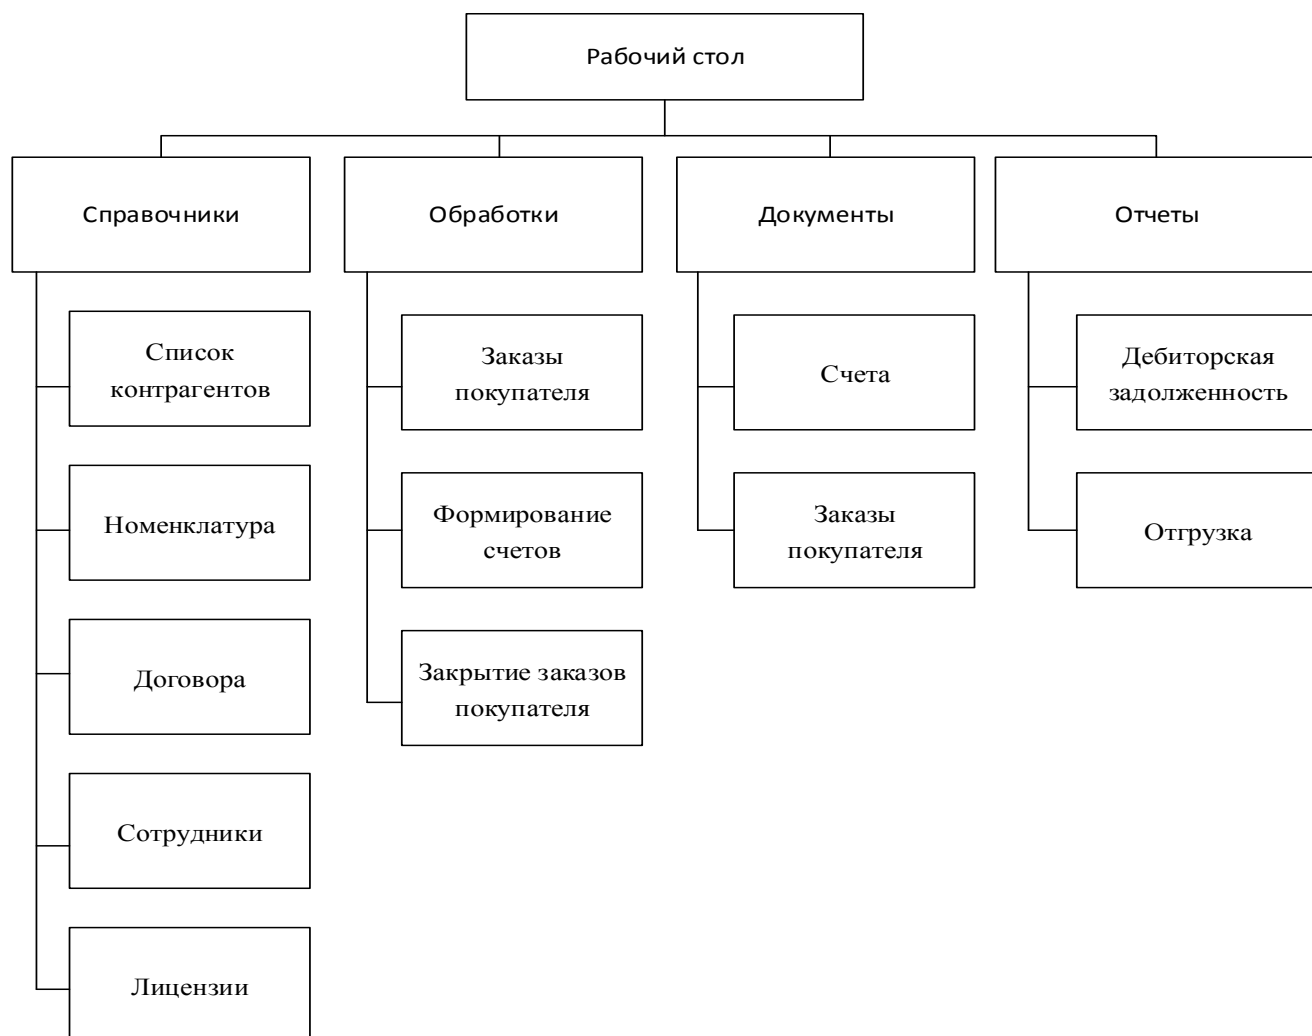 Рабочий стол
Справочники
Обработки
Документы
Отчеты
Список
контрагентов
Номенклатура
Договора
Сотрудники
Лицензии
Заказы
покупателя
Формирование
счетов
Закрытие заказов
покупателя
Счета
Заказы
покупателя
Дебиторская
задолженность
Отгрузка